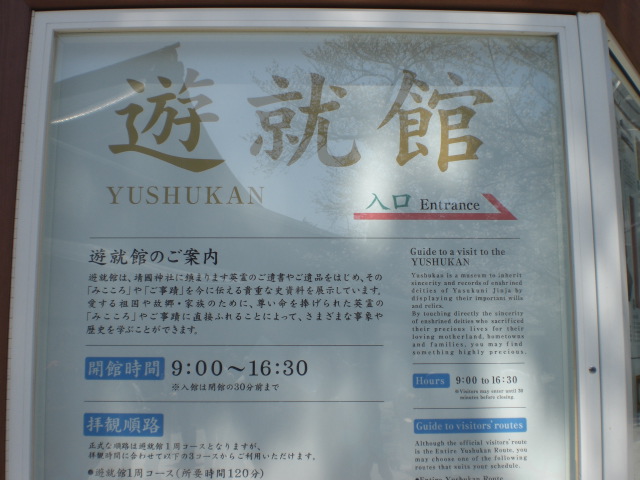 遊就館
YUSHUKAN
入口 Entrance
遊就館のご案内
遊就館は、靖國神社に鎮まります英霊のご遺書やご遺品をはじめ、その
「みこころ」や「ご事蹟」を今に伝える貴重な史資料を展示しています。
愛する祖国や故郷・家族のために、尊い命を捧げられた英霊の
「みこころ」やご事蹟に直接ふれることによって、さまざまな事象や
歴史を学ぶことができます。
開館時間 9:00～16:30
※入館は閉館の30分前まで
拝観順路
正式な順路は遊就館1周コースとなりますが、
拝観時間に合わせて以下の3コースからご利用いただけます。
●遊就館1周コース（所要時間120分）
Guide to a visit to the
YUSHUKAN
Yushukan is a museum to inherit
sincerity and records of enshrined
deities of Yasukuni Jinja by
displaying their important wills
and relics.
By touching directly the sincerity
of enshrined deities who sacrificed
their precious lives for their
loving motherland, hometowns
and families, you may find
something highly precious.
Hours 9:00 to 16:30
※Visitors may enter until 30
minutes before closing.
Guide to visitors' routes
Although the official visitors' route
is the Entire Yushukan Route, you
may choose one of the following
routes that suits your schedule.
●Entire Yushukan Route